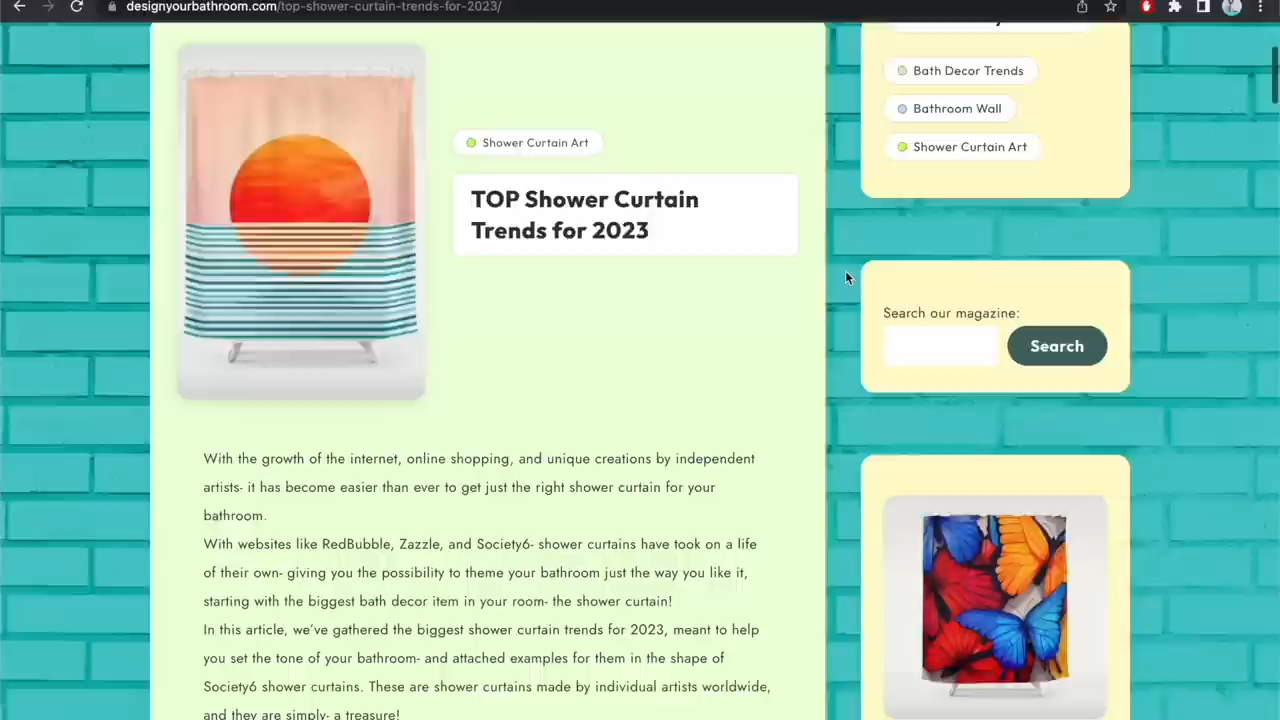 designyourbathroom.com/top-shower-curtain-trends-for-2023/
Shower Curtain Art
TOP Shower Curtain
Trends for 2023
With the growth of the internet, online shopping, and unique creations by independent
artists- it has become easier than ever to get just the right shower curtain for your
bathroom.
With websites like RedBubble, Zazzle, and Society6- shower curtains have took on a life
of their own- giving you the possibility to theme your bathroom just the way you like it,
starting with the biggest bath decor item in your room- the shower curtain!
In this article, we've gathered the biggest shower curtain trends for 2023, meant to help
you set the tone of your bathroom- and attached examples for them in the shape of
Society6 shower curtains. These are shower curtains made by individual artists worldwide,
and they are simply- a treasure!
Bath Decor Trends
Bathroom Wall
Shower Curtain Art
Search our magazine:
Search